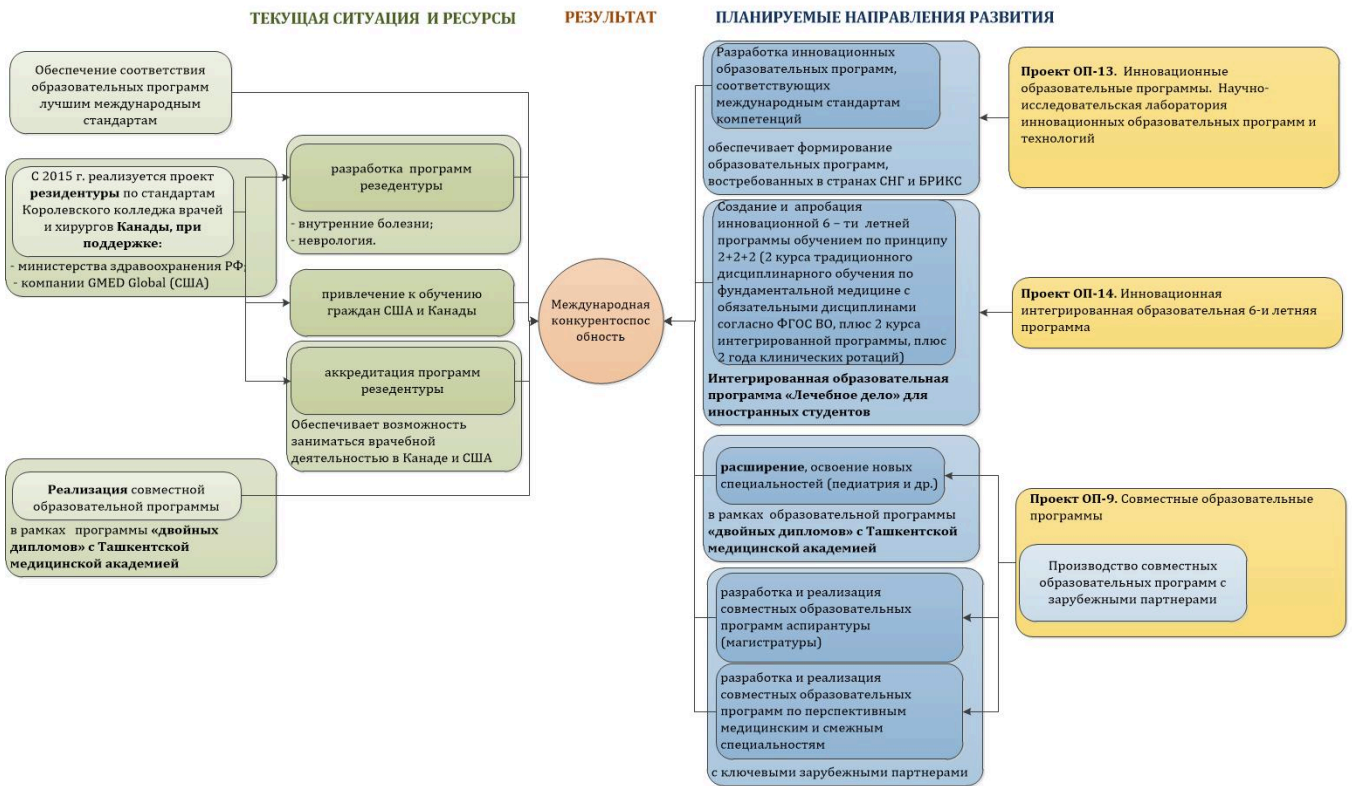 ТЕКУЩАЯ СИТУАЦИЯ И РЕСУРСЫ
РЕЗУЛЬТАТ
ПЛАНИРУЕМЫЕ НАПРАВЛЕНИЯ РАЗВИТИЯ
Обеспечение соответствия
образовательных программ
лучшим международным
стандартам
С 2015 г. реализуется проект
резидентуры по стандартам
Королевского колледжа врачей
и хирургов Канады, при
поддержке:
- министерства здравоохранения РФ;
- компании GMED Global (США)
Реализация совместной
образовательной программы
в рамках программы «двойных
дипломов» с Ташкентской
медицинской академией
разработка программ
резедентуры
- внутренние болезни;
- неврология.
привлечение к обучению
граждан США и Канады
аккредитация программ
резедентуры
Обеспечивает возможность
заниматься врачебной
деятельностью в Канаде и США
Международная
конкурентоспос
обность
Разработка инновационных
образовательных программ,
соответствующих
международным стандартам
компетенций
обеспечивает формирование
образовательных программ,
востребованных в странах СНГ и БРИКС
Создание и апробация
инновационной 6 – ти летней
программы обучением по принципу
2+2+2 (2 курса традиционного
дисциплинарного обучения по
фундаментальной медицине с
обязательными дисциплинами
согласно ФГОС ВО, плюс 2 курса
интегрированной программы, плюс
2 года клинических ротаций)
Интегрированная образовательная
программа «Лечебное дело» для
иностранных студентов
расширение, освоение новых
специальностей (педиатрия и др.)
в рамках образовательной программы
«двойных дипломов» с Ташкентской
медицинской академией
разработка и реализация
совместных образовательных
программ аспирантуры
(магистратуры)
разработка и реализация
совместных образовательных
программ по перспективным
медицинским и смежным
специальностям
с ключевыми зарубежными партнерами
Проект ОП-13. Инновационные
образовательные программы. Научно-
исследовательская лаборатория
инновационных образовательных программ и
технологий
Проект ОП-14. Инновационная
интегрированная образовательная 6-и летняя
программа
Проект ОП-9. Совместные образовательные
программы
Производство совместных
образовательных программ с
зарубежными партнерами